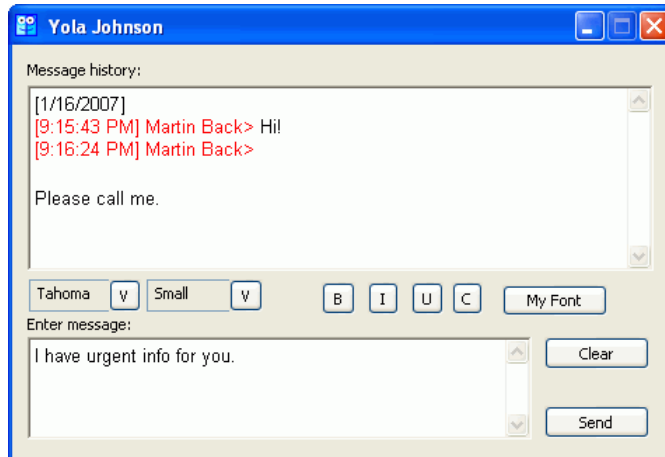 Yola Johnson
Message history:
[1/16/2007]
[9:15:43 PM] Martin Back> Hi!
[9:16:24 PM] Martin Back>
Please call me.
Tahoma V Small V B I U C My Font
Enter message:
I have urgent info for you.
Clear
Send